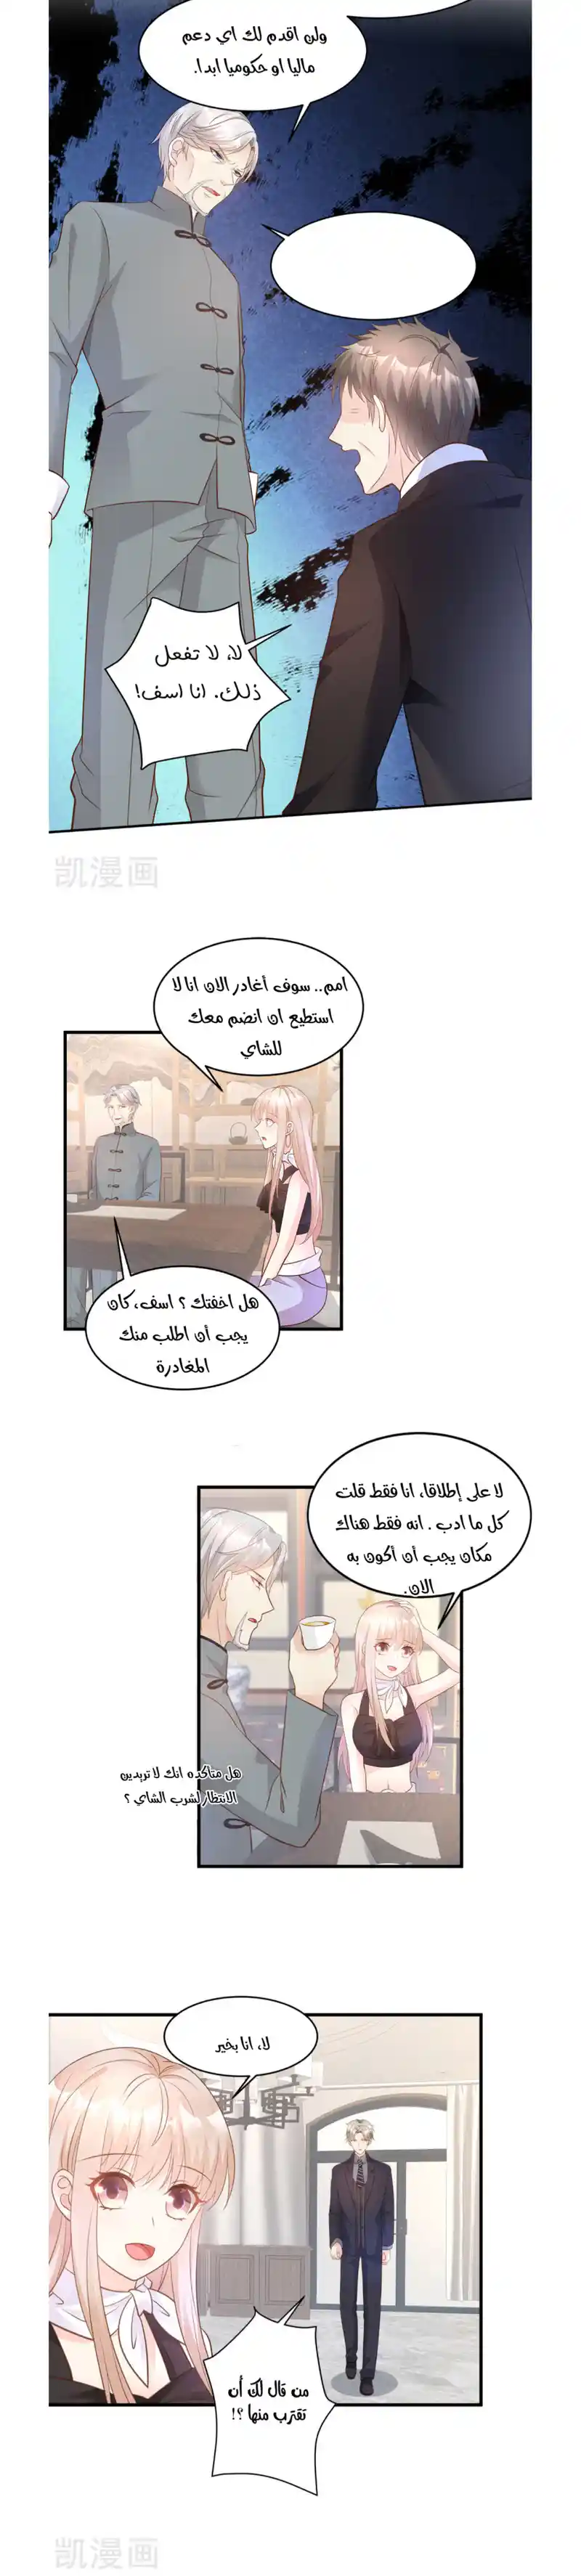 ولن اقدم لك اي دعم
ماليا او حكوميا ابدا.
لا، لا تفعل
ذلك. انا اسف!
凯漫画
امم.. سوف أغادر الان انا لا
استطيع ان انضم معك
للشاي
هل اخفتك ؟ اسف، كان
يجب أن اطلب منك
المغادرة
لا على إطلاقا، انا فقط قلت
كل ما ادب . انه فقط هناك
مكان يجب أن أكون به
الان.
هل متاكده انك لا تريدين
الانتظار لشرب الشاي ؟
لا، انا بخير
من قال لك أن
تقترب منها ؟!
凯漫画